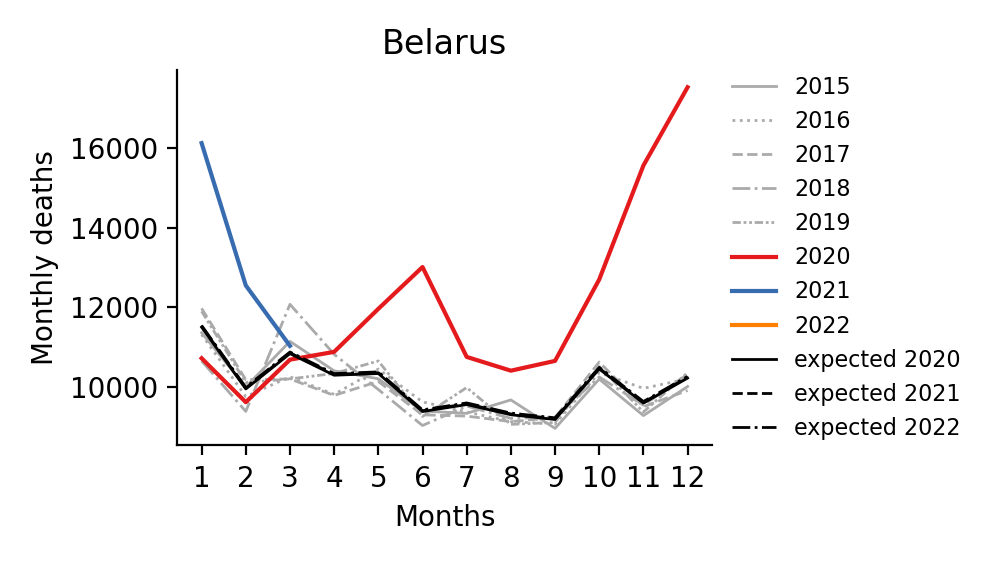 Belarus
Monthly deaths
16000
14000
12000
10000
1 2 3 4 5 6 7 8 9 10 11 12
Months
2015
2016
2017
2018
2019
2020
2021
2022
expected 2020
expected 2021
expected 2022